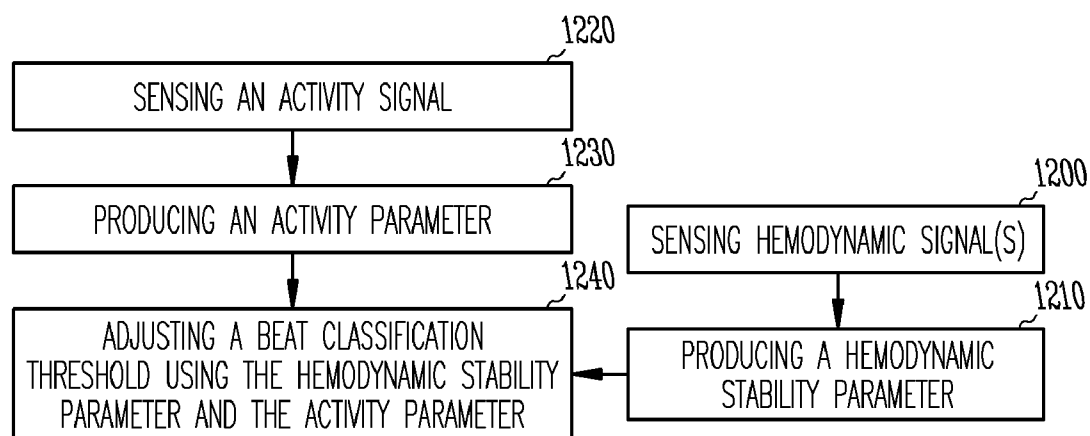 1220
SENSING AN ACTIVITY SIGNAL
1230
PRODUCING AN ACTIVITY PARAMETER
1200
SENSING HEMODYNAMIC SIGNAL(S)
1240
ADJUSTING A BEAT CLASSIFICATION
THRESHOLD USING THE HEMODYNAMIC STABILITY
PARAMETER AND THE ACTIVITY PARAMETER
1210
PRODUCING A HEMODYNAMIC
STABILITY PARAMETER